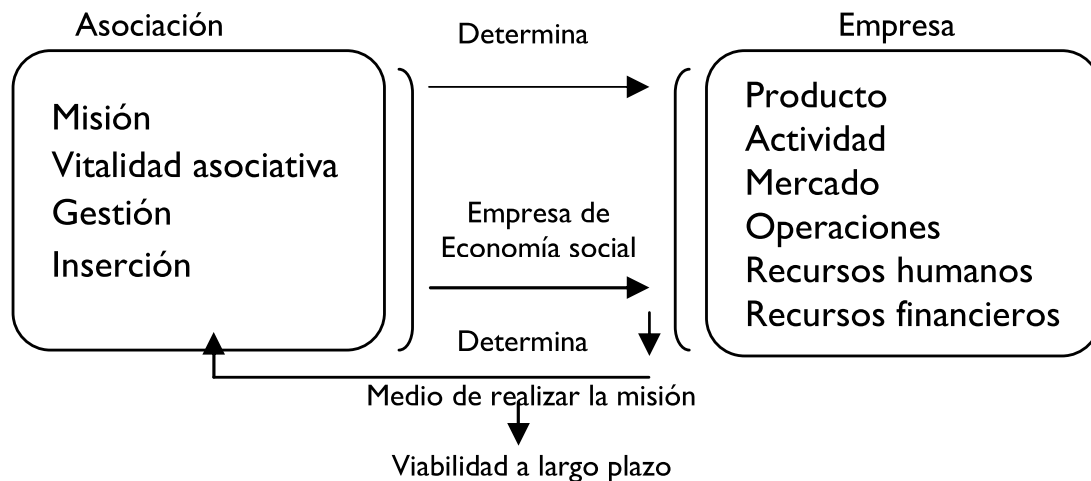 Asociación
Misión
Vitalidad asociativa
Gestión
Inserción
Determina
Empresa de
Economía social
Determina
Medio de realizar la misión
Viabilidad a largo plazo
Empresa
Producto
Actividad
Mercado
Operaciones
Recursos humanos
Recursos financieros